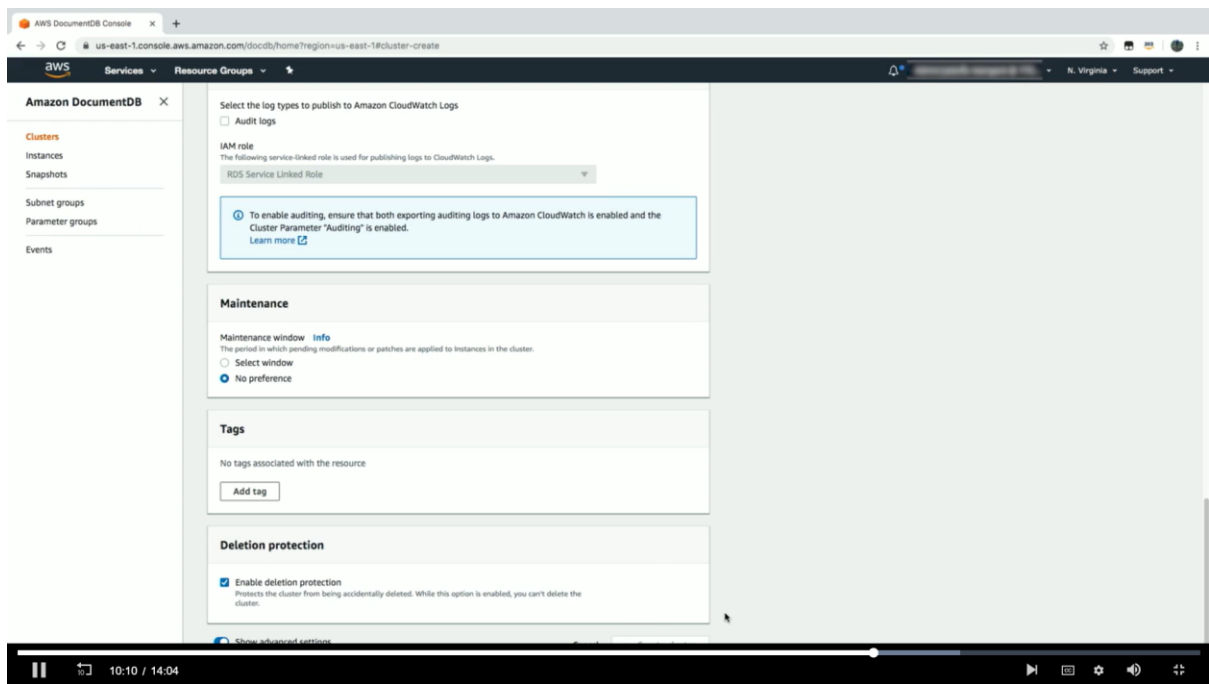 AWS DocumentDB Console
us-east-1.console.aws.amazon.com/docdb/home?region=us-east-1#cluster-create
aws
Services
Resource Groups
N. Virginia
Support
Amazon DocumentDB
Clusters
Instances
Snapshots
Subnet groups
Parameter groups
Events
Select the log types to publish to Amazon CloudWatch Logs
Audit logs
IAM role
The following service-linked role is used for publishing logs to CloudWatch Logs.
RDS Service Linked Role
To enable auditing, ensure that both exporting auditing logs to Amazon CloudWatch is enabled and the
Cluster Parameter "Auditing" is enabled.
Learn more
Maintenance
Maintenance window Info
The period in which pending modifications or patches are applied to instances in the cluster.
Select window
No preference
Tags
No tags associated with the resource
Add tag
Deletion protection
Enable deletion protection
Protects the cluster from being accidentally deleted. While this option is enabled, you can't delete the
cluster.
Show advanced settings
10
10:10 / 14:04
CC